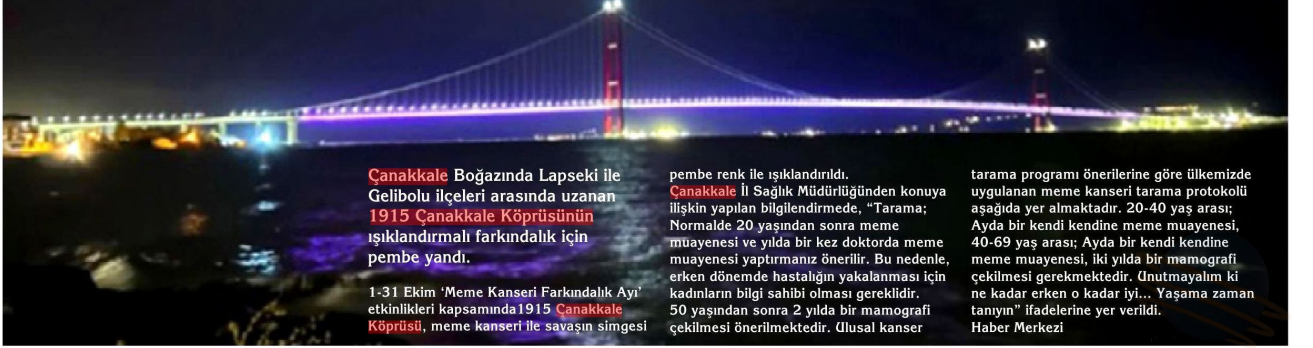 Çanakkale Boğazında Lapseki ile
Gelibolu ilçeleri arasında uzanan
1915 Çanakkale Köprüsünün
ışıklandırmalı farkındalık için
pembe yandı.
1-31 Ekim ‘Meme Kanseri Farkındalık Ayı’
etkinlikleri kapsamında1915 Çanakkale
Köprüsü, meme kanseri ile savaşın simgesi
pembe renk ile ışıklandırıldı.
Çanakkale İl Sağlık Müdürlüğünden konuya
ilişkin yapılan bilgilendirmede, “Tarama;
Normalde 20 yaşından sonra meme
muayenesi ve yılda bir kez doktorda meme
muayenesi yaptırmanız önerilir. Bu nedenle,
erken dönemde hastalığın yakalanması için
kadınların bilgi sahibi olması gereklidir.
50 yaşından sonra 2 yılda bir mamografi
çekilmesi önerilmektedir. Ulusal kanser
tarama programı önerilerine göre ülkemizde
uygulanan meme kanseri tarama protokolü
aşağıda yer almaktadır. 20-40 yaş arası;
Ayda bir kendi kendine meme muayenesi,
40-69 yaş arası; Ayda bir kendi kendine
meme muayenesi, iki yılda bir mamografi
çekilmesi gerekmektedir. Unutmayalım ki
ne kadar erken o kadar iyi... Yaşama zaman
tanıyın” ifadelerine yer verildi.
Haber Merkezi